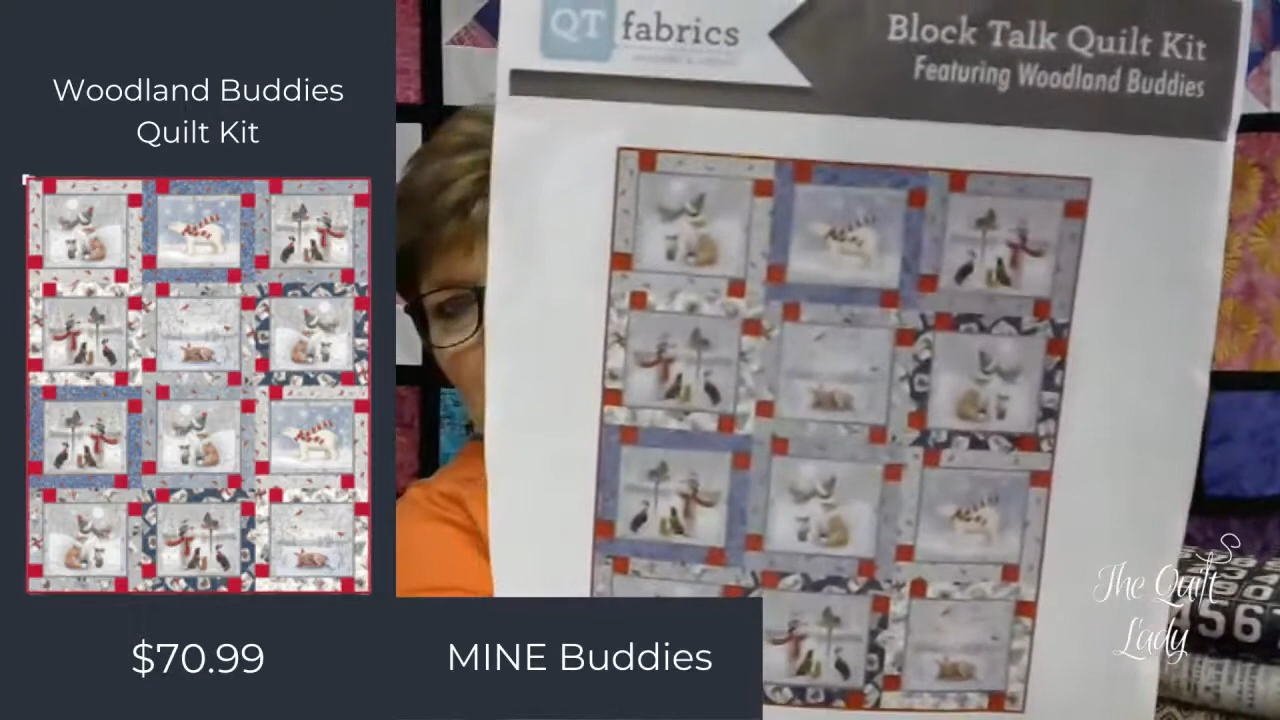 Woodland Buddies
Quilt Kit
$70.99
MINE Buddies
QT fabrics
Block Talk Quilt Kit
Featuring Woodland Buddies
The Quilt
Lady
456